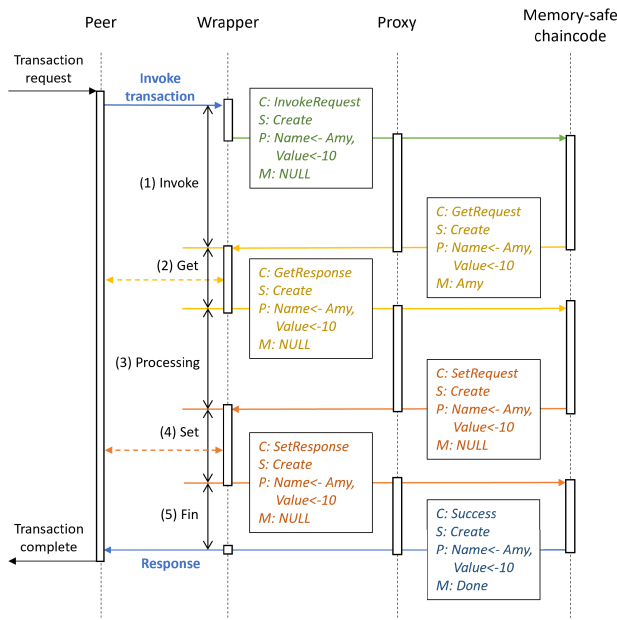 Peer
Wrapper
Proxy
Memory-safe
chaincode
Transaction
request
Invoke
transaction
C: InvokeRequest
S: Create
P: Name<- Amy,
Value<-10
M: NULL
(1) Invoke
C: GetRequest
S: Create
P: Name<- Amy,
Value<-10
M: Amy
(2) Get
C: GetResponse
S: Create
P: Name<- Amy,
Value<-10
M: NULL
(3) Processing
C: SetRequest
S: Create
P: Name<- Amy,
Value<-10
M: NULL
(4) Set
C: SetResponse
S: Create
P: Name<- Amy,
Value<-10
M: NULL
(5) Fin
C: Success
S: Create
P: Name<- Amy,
Value<-10
M: Done
Transaction
complete
Response